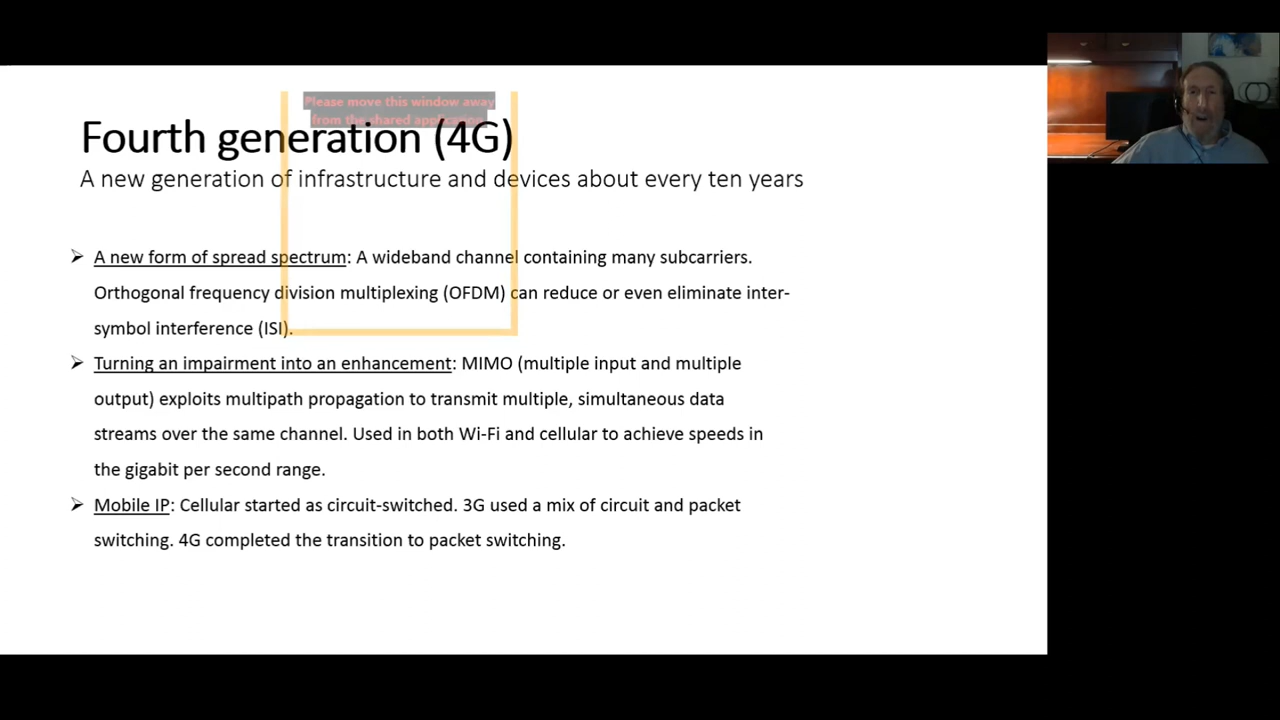 Please move this window away
from the shared application
Fourth generation (4G)
A new generation of infrastructure and devices about every ten years
➢ A new form of spread spectrum: A wideband channel containing many subcarriers.
Orthogonal frequency division multiplexing (OFDM) can reduce or even eliminate inter-
symbol interference (ISI).
➢ Turning an impairment into an enhancement: MIMO (multiple input and multiple
output) exploits multipath propagation to transmit multiple, simultaneous data
streams over the same channel. Used in both Wi-Fi and cellular to achieve speeds in
the gigabit per second range.
➢ Mobile IP: Cellular started as circuit-switched. 3G used a mix of circuit and packet
switching. 4G completed the transition to packet switching.